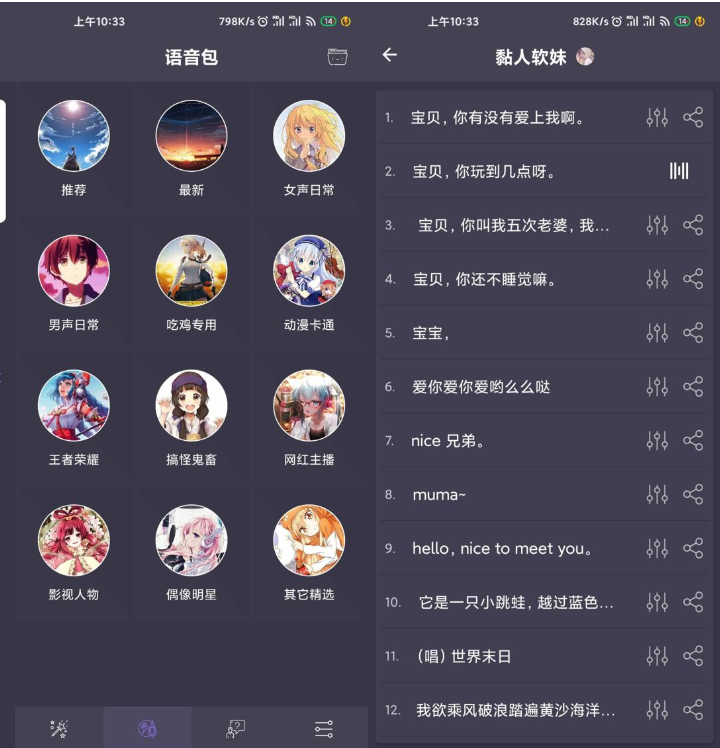 上午10:33
798K/s
14
语音包
推荐
最新
女声日常
男声日常
吃鸡专用
动漫卡通
王者荣耀
搞怪鬼畜
网红主播
影视人物
偶像明星
其它精选
上午10:33
828K/s
14
黏人软妹
1. 宝贝，你有没有爱上我啊。
2. 宝贝，你玩到几点呀。
3. 宝贝，你叫我五次老婆，我...
4. 宝贝，你还不睡觉嘛。
5. 宝宝，
6. 爱你爱你爱哟么么哒
7. nice 兄弟。
8. muma~
9. hello, nice to meet you。
10. 它是一只小跳蛙，越过蓝色...
11. （唱）世界末日
12. 我欲乘风破浪踏遍黄沙海洋...